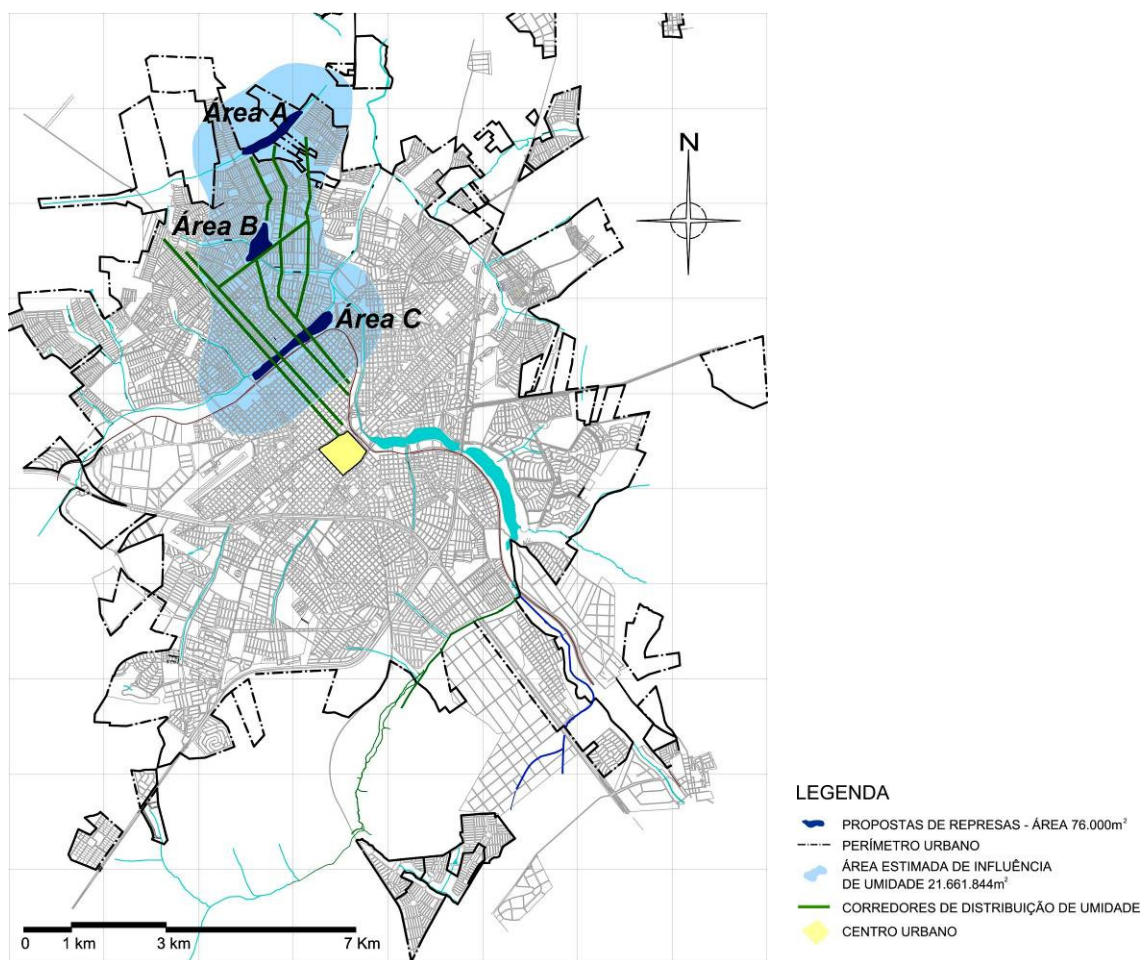 Área A
N
Área B
Área C
0 1 km 3 km 7 Km
LEGENDA
PROPOSTAS DE REPRESAS - ÁREA 76.000m²
PERÍMETRO URBANO
ÁREA ESTIMADA DE INFLUÊNCIA
DE UMIDADE 21.661.844m²
CORREDORES DE DISTRIBUIÇÃO DE UMIDADE
CENTRO URBANO